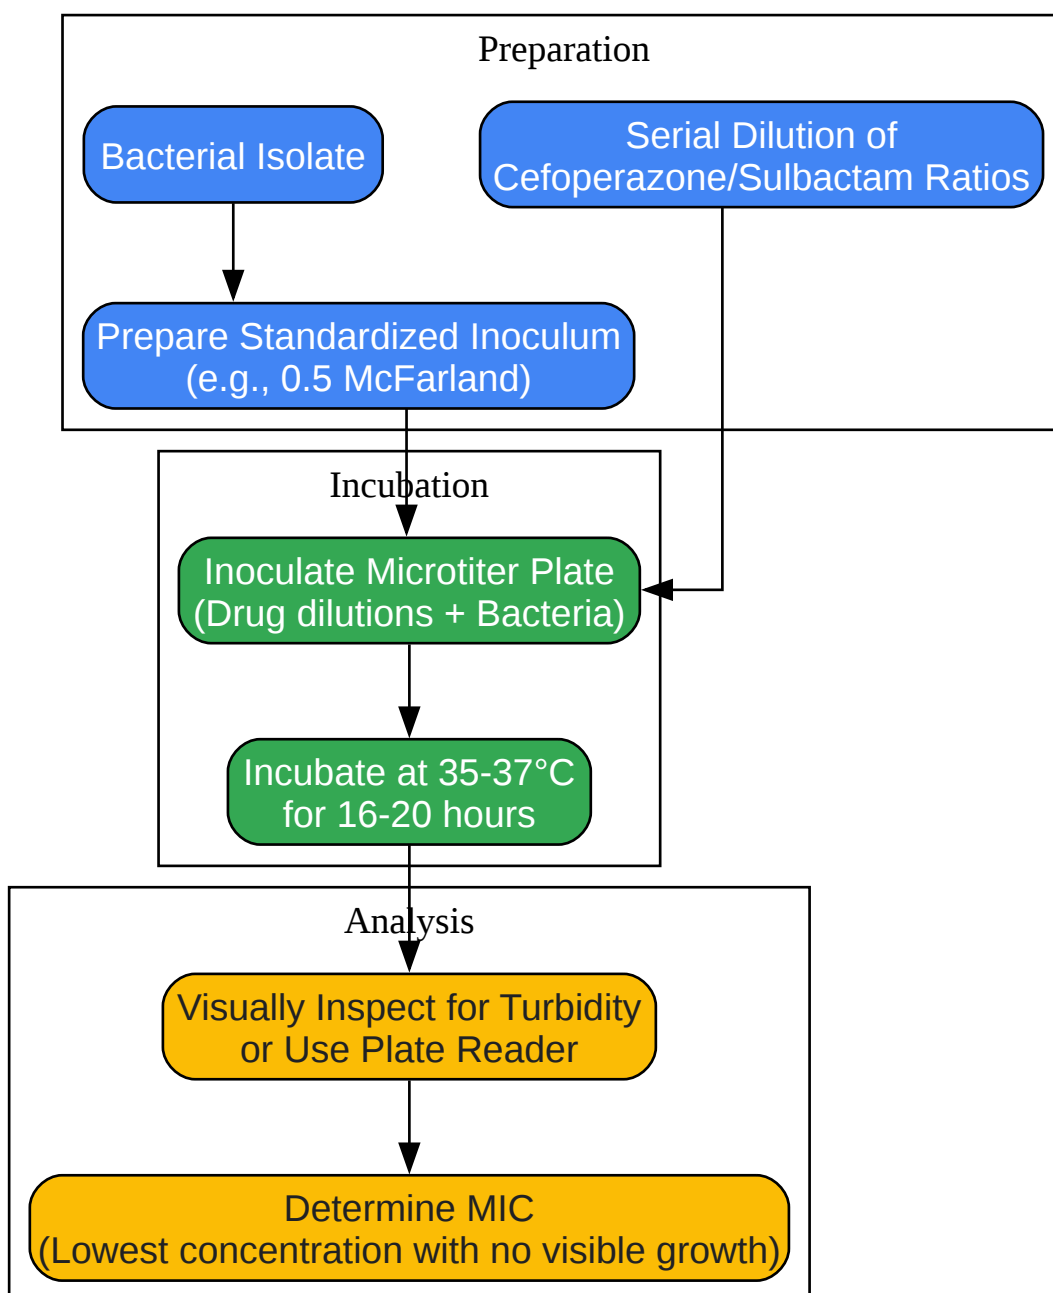 Preparation
Bacterial Isolate
Serial Dilution of
Cefoperazone/Sulbactam Ratios
Prepare Standardized Inoculum
(e.g., 0.5 McFarland)
Incubation
Inoculate Microtiter Plate
(Drug dilutions + Bacteria)
Incubate at 35-37°C
for 16-20 hours
Analysis
Visually Inspect for Turbidity
or Use Plate Reader
Determine MIC
(Lowest concentration with no visible growth)